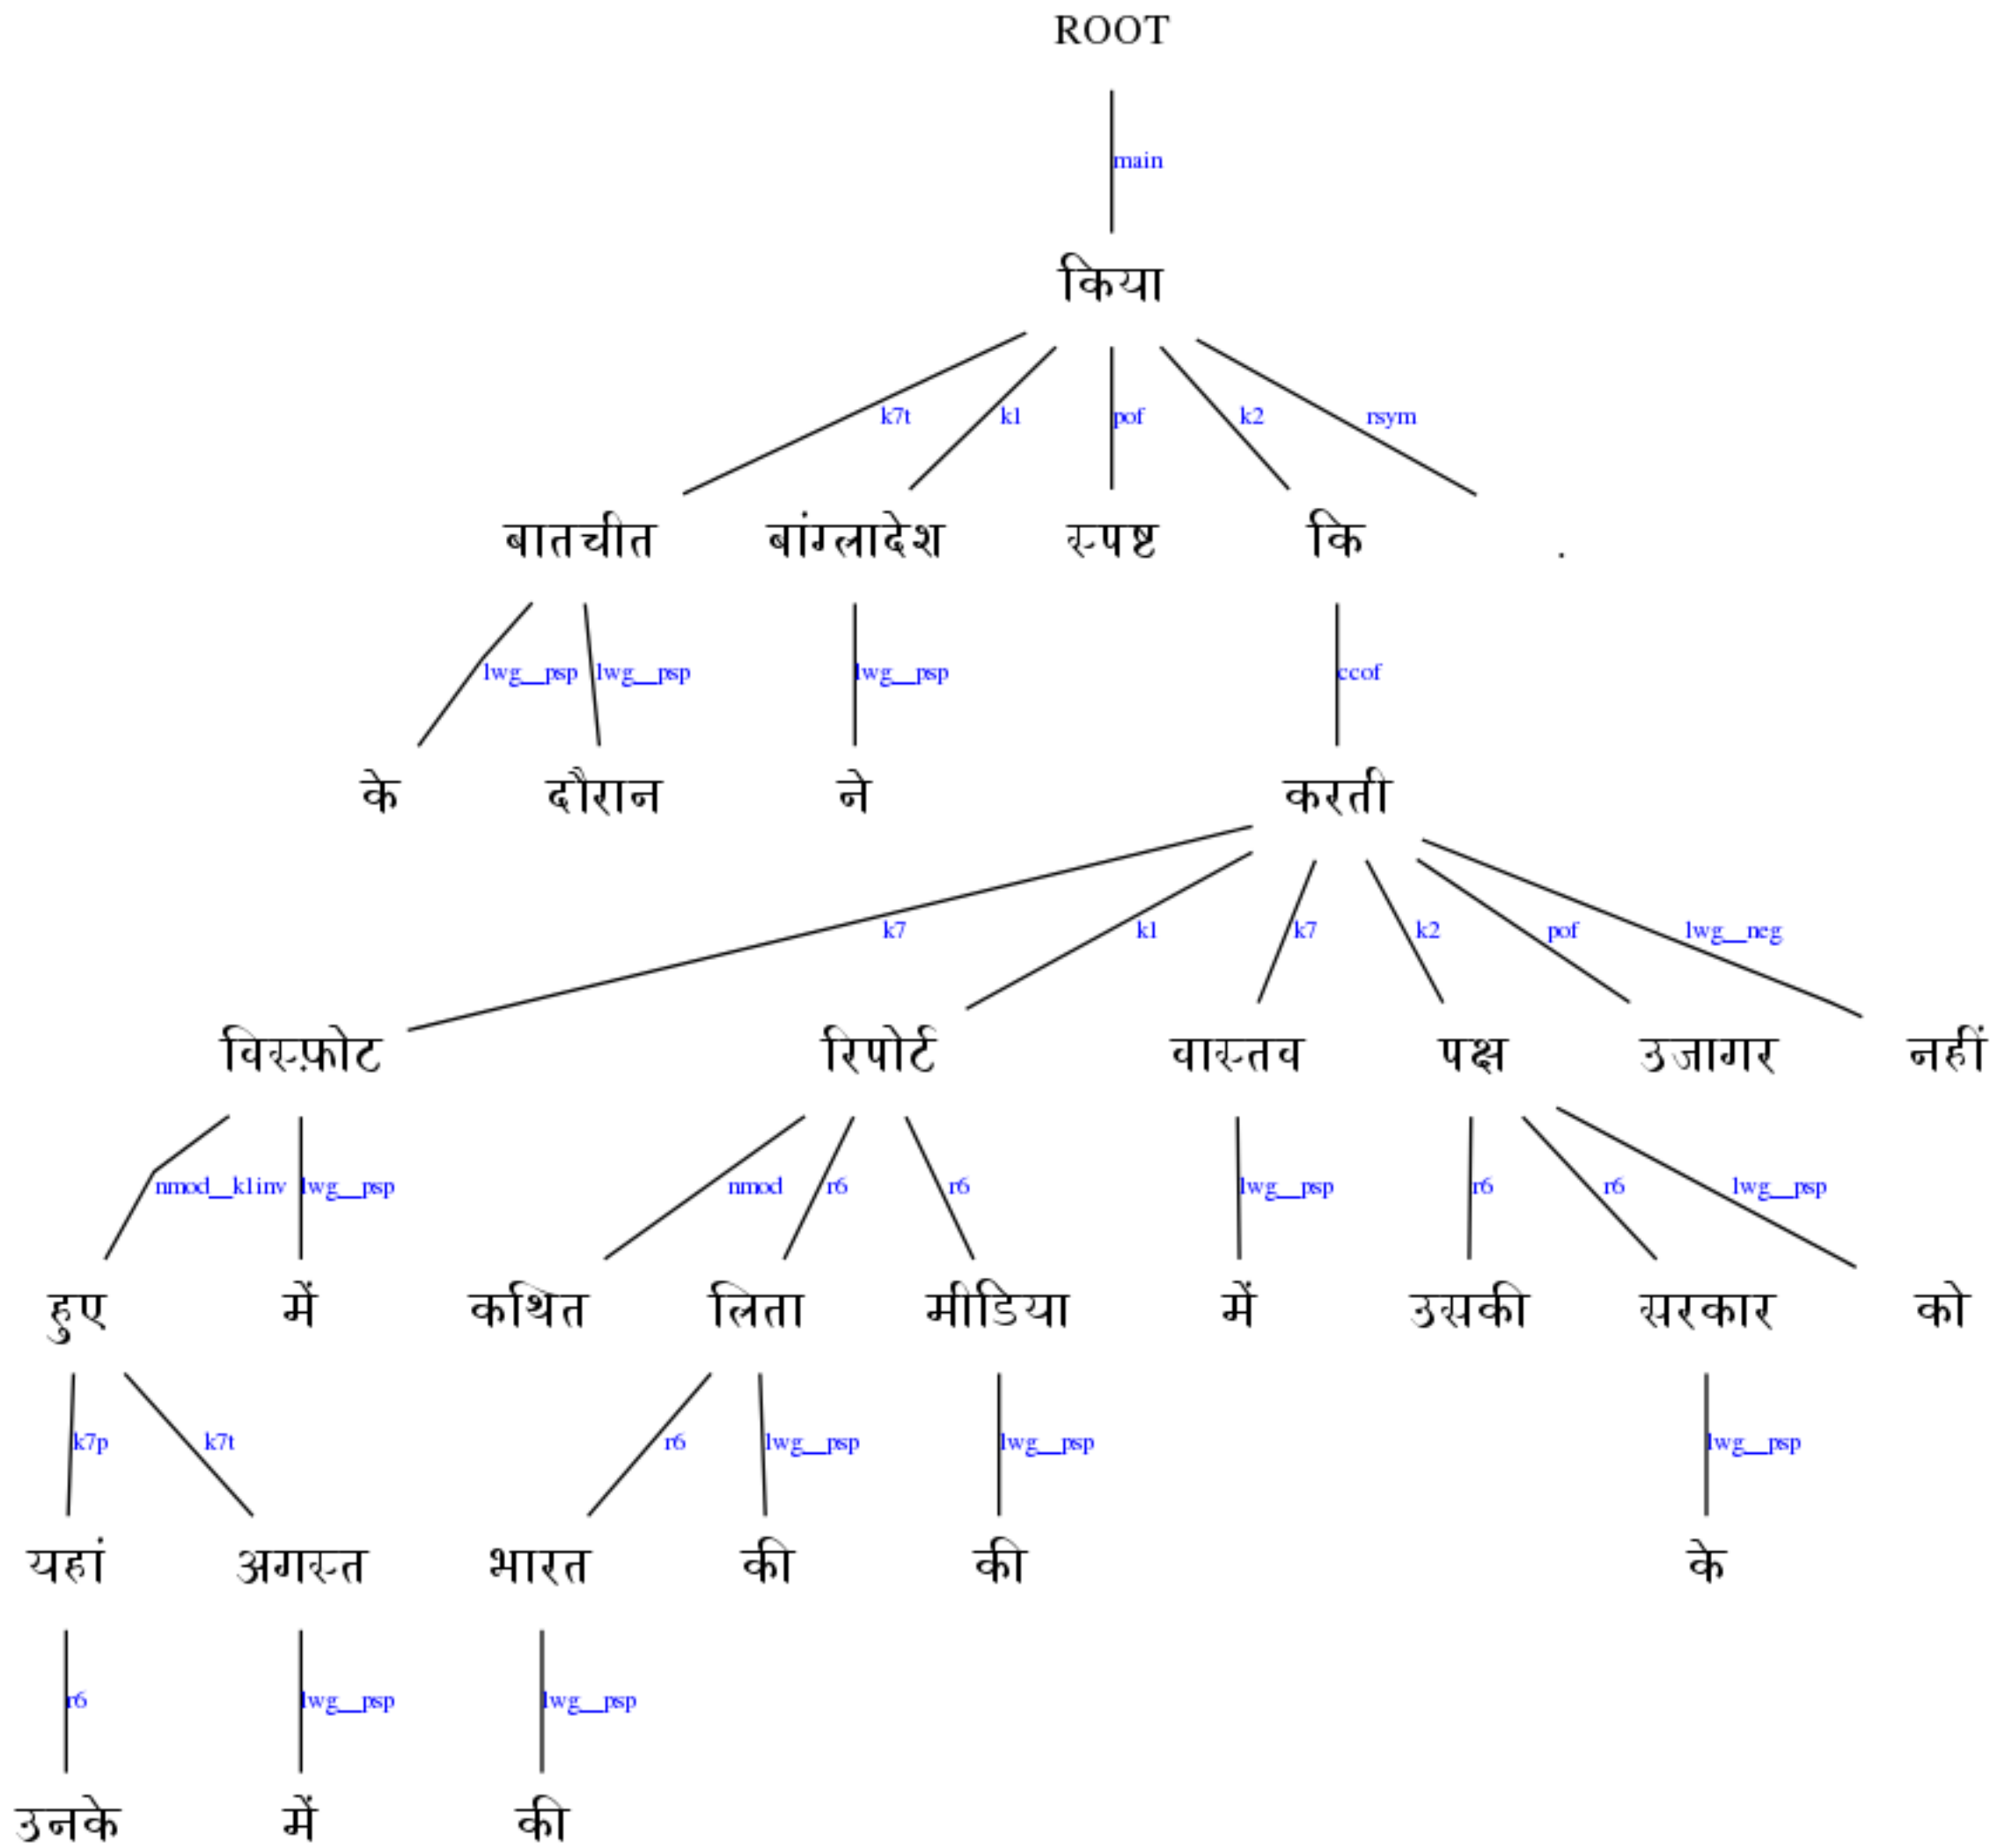 ROOT
main
किया
k7t k1 pof k2 rsym
बातचीत बांग्लादेश स्पष्ट कि .
lwg__psp lwg__psp lwg__psp ccof
के दौरान ने करती
k7 k1 k7 k2 pof lwg__neg
विस्फ़ोट रिपोर्ट वास्तव पक्ष उजागर नहीं
nmod__k1inv lwg__psp nmod r6 r6 lwg__psp r6 r6 lwg__psp
हुए में कथित लिता मीडिया में उसकी सरकार को
k7p k7t r6 lwg__psp lwg__psp lwg__psp
यहां अगस्त भारत की की के
r6 lwg__psp lwg__psp
उनके में की